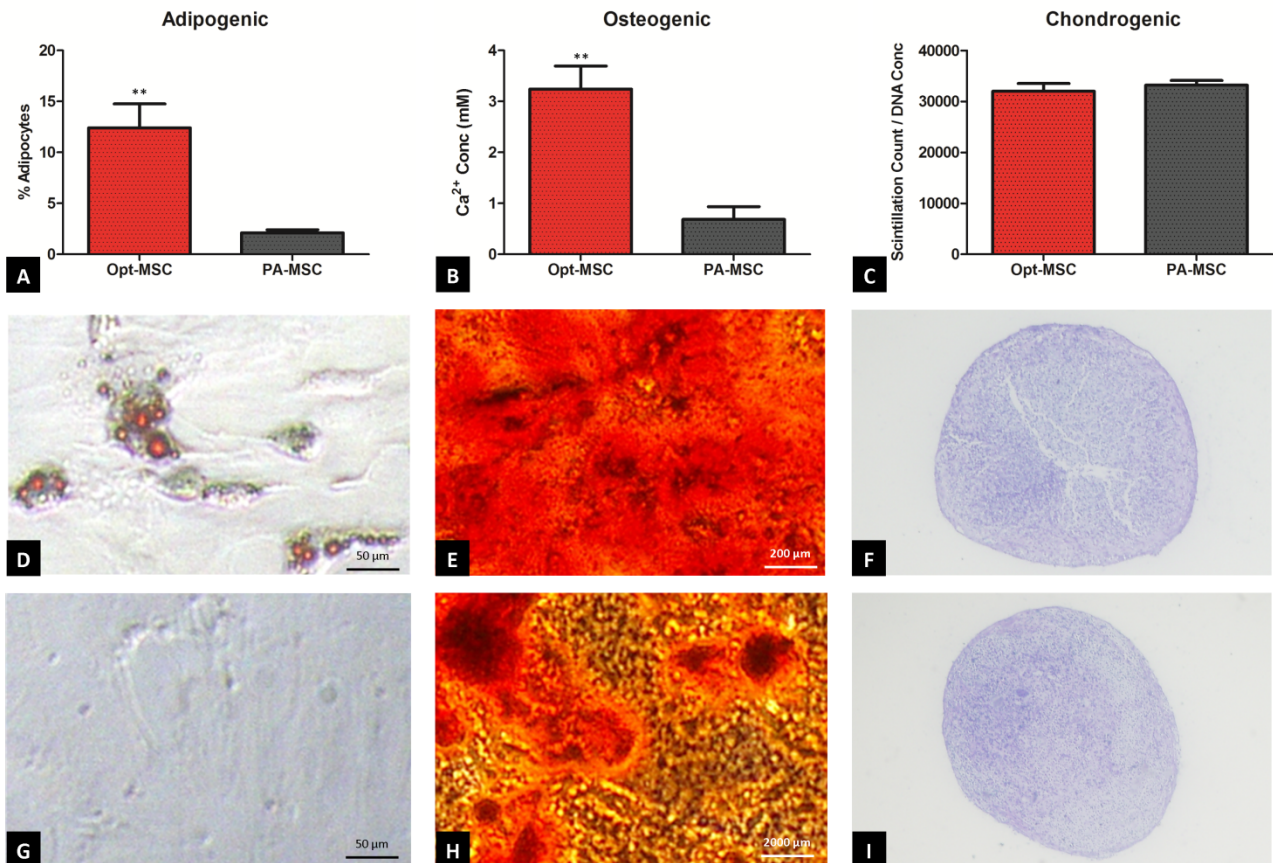 Adipogenic
20
15
10
5
0
% Adipocytes
**
Opt-MSC
PA-MSC
A
Osteogenic
4
3
2
1
0
Ca²⁺ Conc (mM)
**
Opt-MSC
PA-MSC
B
Chondrogenic
40000
30000
20000
10000
0
Scintillation Count / DNA Conc
Opt-MSC
PA-MSC
C
50 µm
D
200 µm
E
F
50 µm
G
2000 µm
H
I